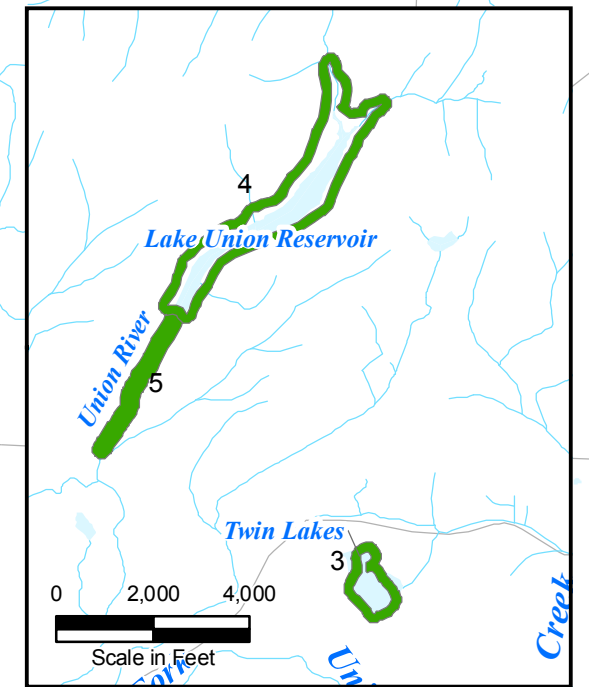 4
Lake Union Reservoir
Union River
5
Twin Lakes
3
0 2,000 4,000
Scale in Feet
Creek